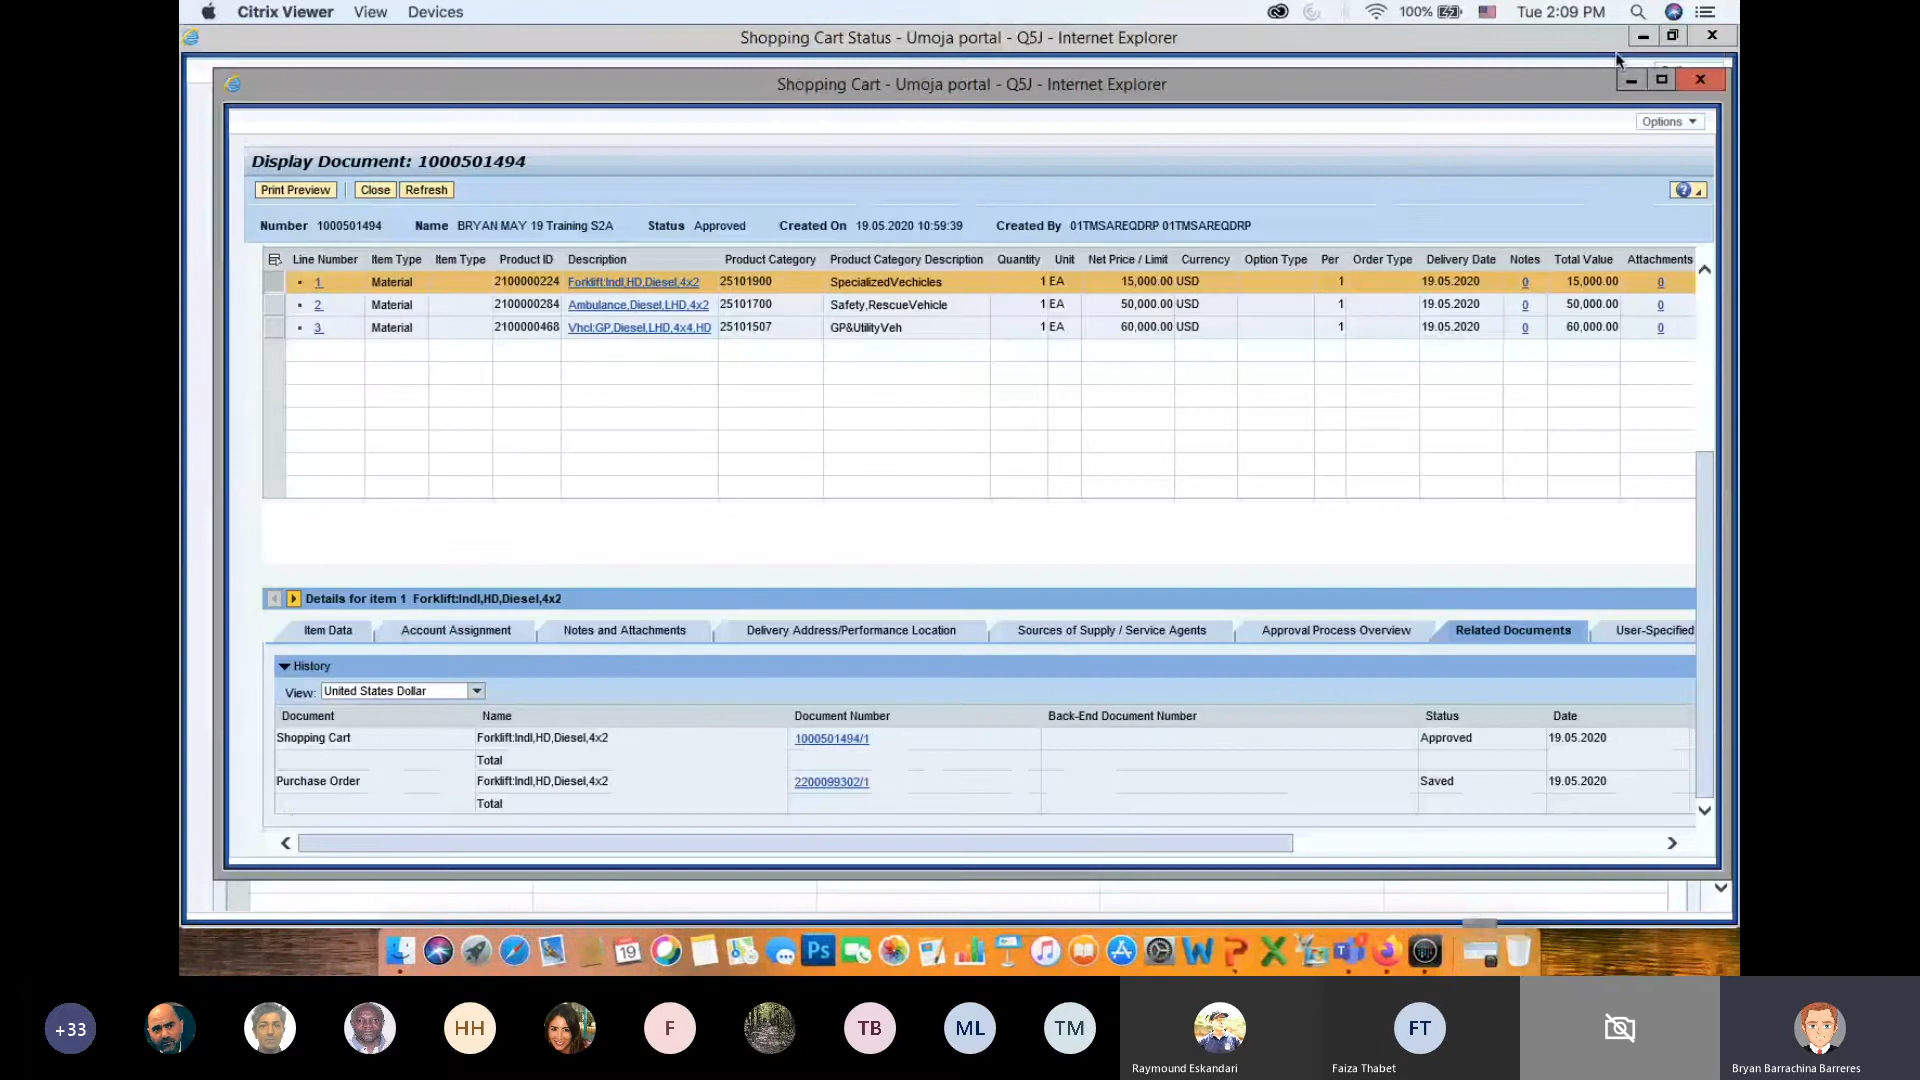 Citrix Viewer View Devices 100% Tue 2:09 PM
Shopping Cart Status - Umoja portal - Q5J - Internet Explorer
Shopping Cart - Umoja portal - Q5J - Internet Explorer
Options
Display Document: 1000501494
Print Preview Close Refresh
Number 1000501494 Name BRYAN MAY 19 Training S2A Status Approved Created On 19.05.2020 10:59:39 Created By 01TMSAREQDRP 01TMSAREQDRP
Line Number Item Type Item Type Product ID Description Product Category Product Category Description Quantity Unit Net Price / Limit Currency Option Type Per Order Type Delivery Date Notes Total Value Attachments
• 1 Material 2100000224 Forklift:Indl,HD,Diesel,4x2 25101900 SpecializedVechicles 1 EA 15,000.00 USD 1 19.05.2020 0 15,000.00 0
• 2 Material 2100000284 Ambulance,Diesel,LHD,4x2 25101700 Safety,RescueVehicle 1 EA 50,000.00 USD 1 19.05.2020 0 50,000.00 0
• 3 Material 2100000468 Vhcl:GP,Diesel,LHD,4x4,HD 25101507 GP&UtilityVeh 1 EA 60,000.00 USD 1 19.05.2020 0 60,000.00 0
Details for item 1 Forklift:Indl,HD,Diesel,4x2
Item Data Account Assignment Notes and Attachments Delivery Address/Performance Location Sources of Supply / Service Agents Approval Process Overview Related Documents User-Specified
History
View: United States Dollar
Document Name Document Number Back-End Document Number Status Date
Shopping Cart Forklift:Indl,HD,Diesel,4x2 1000501494/1 Approved 19.05.2020
Total
Purchase Order Forklift:Indl,HD,Diesel,4x2 2200099302/1 Saved 19.05.2020
Total
19 Ps
+33 HH F TB ML TM FT
Raymound Eskandari Faiza Thabet Bryan Barrachina Barreres